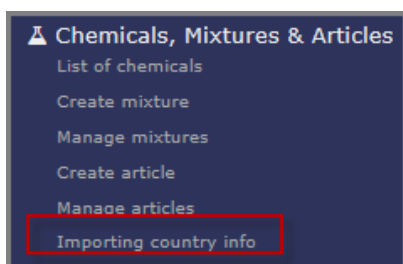 Chemicals, Mixtures & Articles
List of chemicals
Create mixture
Manage mixtures
Create article
Manage articles
Importing country info